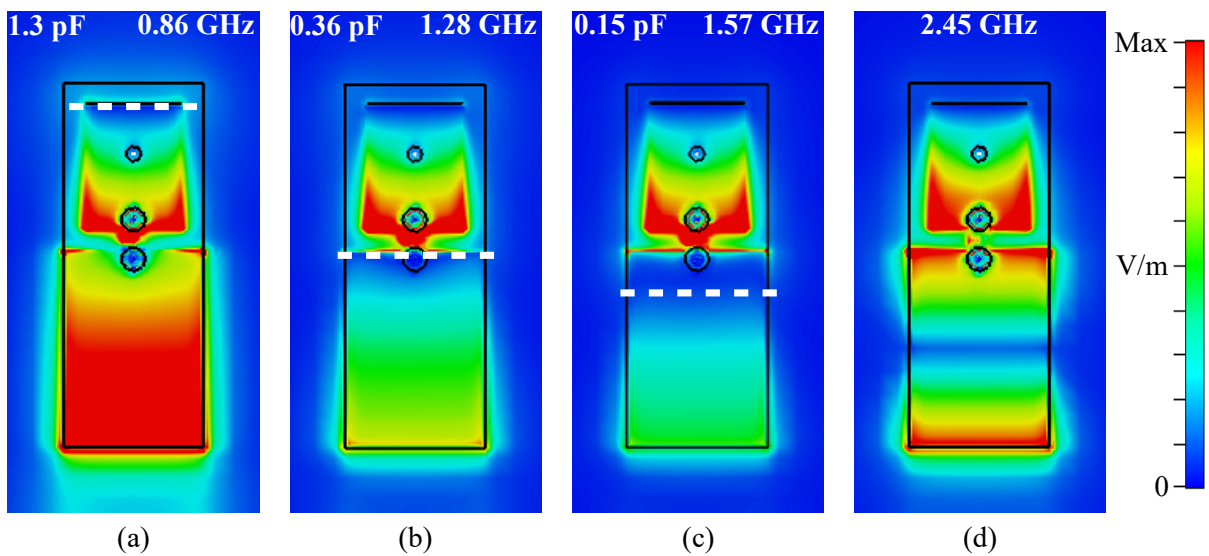 1.3 pF 0.86 GHz
0.36 pF 1.28 GHz
0.15 pF 1.57 GHz
2.45 GHz
Max
V/m
0
(a)
(b)
(c)
(d)